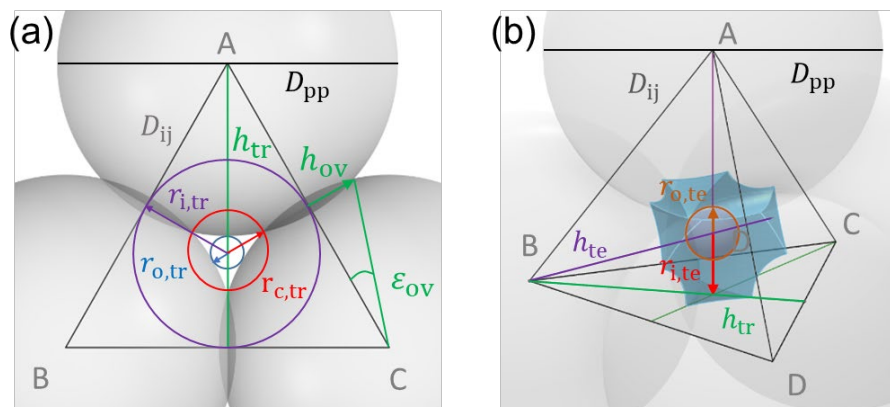 (a)
A
D_pp
D_ij
h_tr
h_ov
r_i,tr
r_o,tr
r_c,tr
ε_ov
B
C
(b)
A
D_ij
D_pp
r_o,te
C
B
h_te
r_i,te
h_tr
D